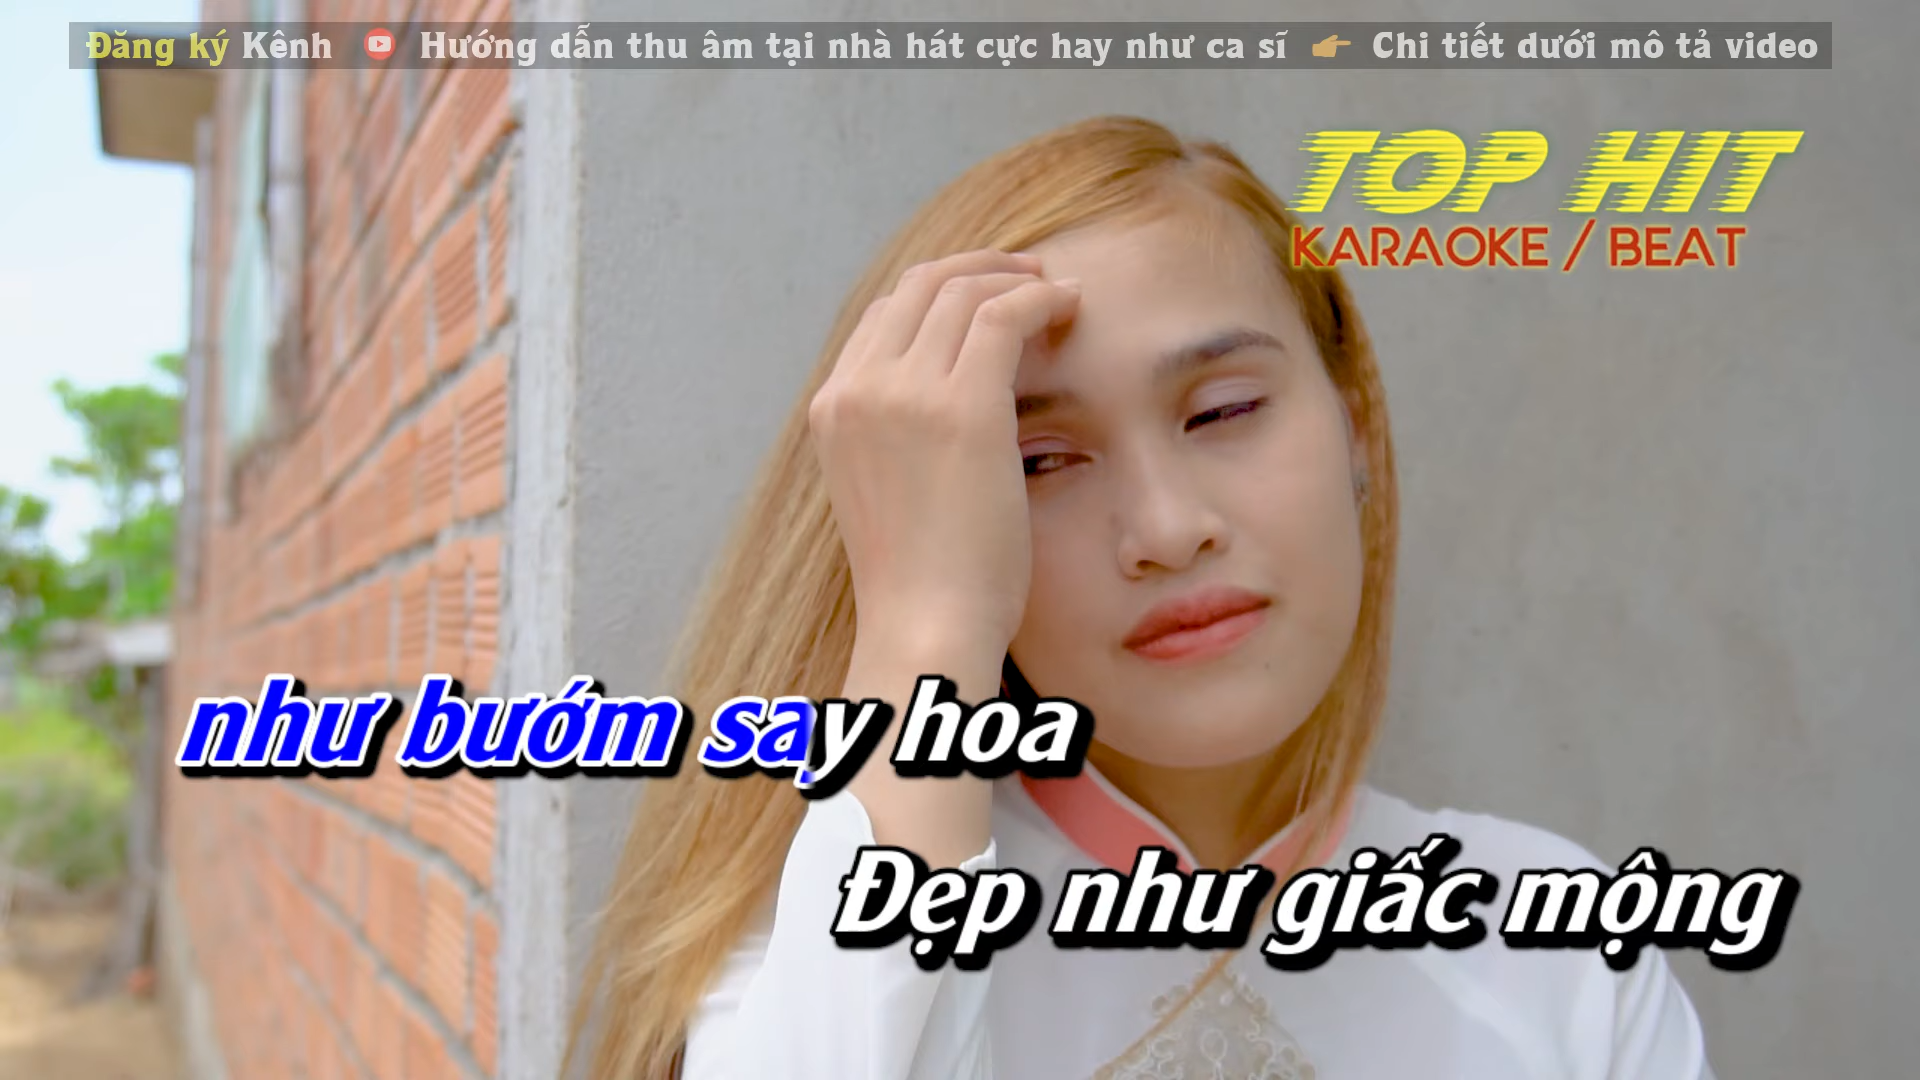 Đăng ký Kênh Hướng dẫn thu âm tại nhà hát cực hay như ca sĩ Chi tiết dưới mô tả video
TOP HIT
KARAOKE / BEAT
như bướm say hoa
Đẹp như giấc mộng